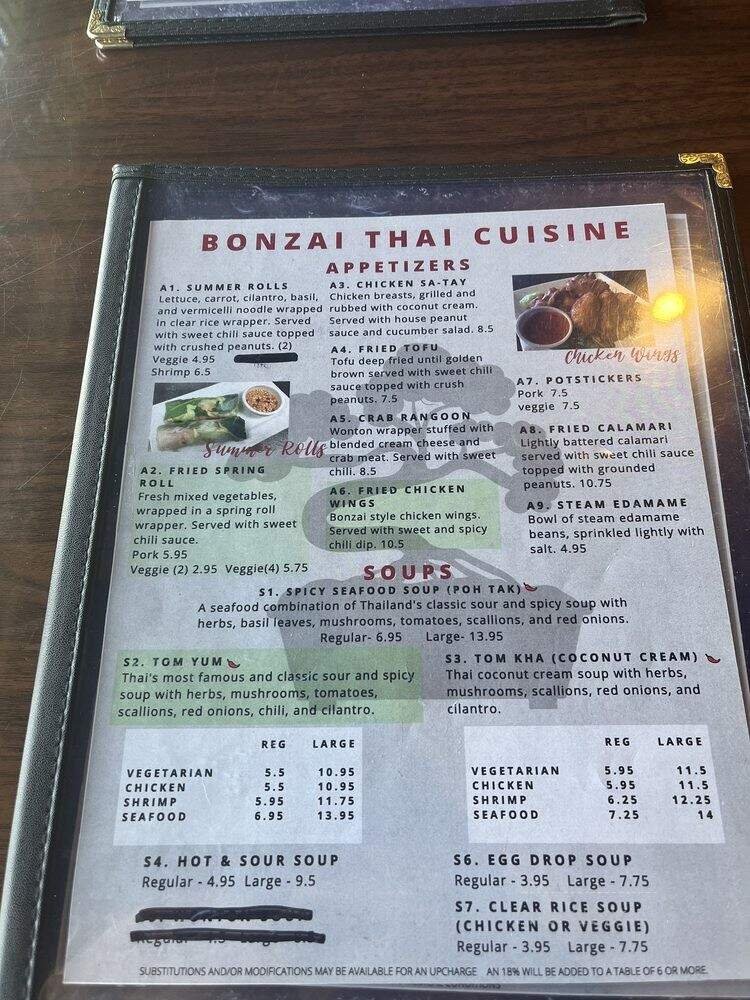 BONZAI THAI CUISINE
APPETIZERS
A1. SUMMER ROLLS
Lettuce, carrot, cilantro, basil,
and vermicelli noodle wrapped
in clear rice wrapper. Served
with sweet chili sauce topped
with crushed peanuts. (2)
Veggie 4.95
Shrimp 6.5
Summer Rolls
A2. FRIED SPRING
ROLL
Fresh mixed vegetables,
wrapped in a spring roll
wrapper. Served with sweet
chili sauce.
Pork 5.95
Veggie (2) 2.95 Veggie(4) 5.75
A3. CHICKEN SA-TAY
Chicken breasts, grilled and
rubbed with coconut cream.
Served with house peanut
sauce and cucumber salad. 8.5
A4. FRIED TOFU
Tofu deep fried until golden
brown served with sweet chili
sauce topped with crush
peanuts. 7.5
A5. CRAB RANGOON
Wonton wrapper stuffed with
blended cream cheese and
crab meat. Served with sweet
chili. 8.5
A6. FRIED CHICKEN
WINGS
Bonzai style chicken wings.
Served with sweet and spicy
chili dip. 10.5
Chicken Wings
A7. POTSTICKERS
Pork 7.5
veggie 7.5
A8. FRIED CALAMARI
Lightly battered calamari
served with sweet chili sauce
topped with grounded
peanuts. 10.75
A9. STEAM EDAMAME
Bowl of steam edamame
beans, sprinkled lightly with
salt. 4.95
SOUPS
S1. SPICY SEAFOOD SOUP (POH TAK)
A seafood combination of Thailand's classic sour and spicy soup with
herbs, basil leaves, mushrooms, tomatoes, scallions, and red onions.
Regular- 6.95 Large- 13.95
S2. TOM YUM
Thai's most famous and classic sour and spicy
soup with herbs, mushrooms, tomatoes,
scallions, red onions, chili, and cilantro.
REG LARGE
VEGETARIAN 5.5 10.95
CHICKEN 5.5 10.95
SHRIMP 5.95 11.75
SEAFOOD 6.95 13.95
S3. TOM KHA (COCONUT CREAM)
Thai coconut cream soup with herbs,
mushrooms, scallions, red onions, and
cilantro.
REG LARGE
VEGETARIAN 5.95 11.5
CHICKEN 5.95 11.5
SHRIMP 6.25 12.25
SEAFOOD 7.25 14
S4. HOT & SOUR SOUP
Regular - 4.95 Large - 9.5
S6. EGG DROP SOUP
Regular - 3.95 Large - 7.75
S7. CLEAR RICE SOUP
(CHICKEN OR VEGGIE)
Regular - 3.95 Large - 7.75
SUBSTITUTIONS AND/OR MODIFICATIONS MAY BE AVAILABLE FOR AN UPCHARGE AN 18% WILL BE ADDED TO A TABLE OF 6 OR MORE.